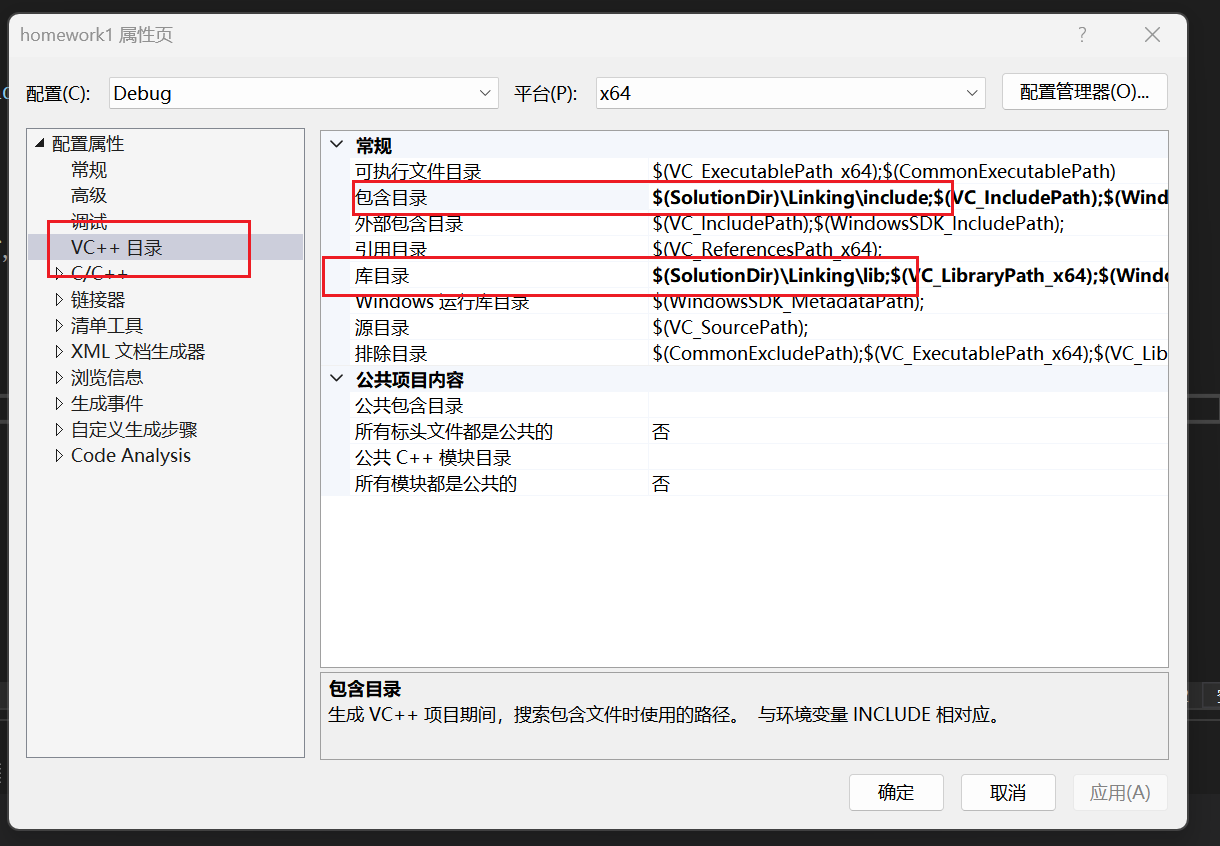 homework1 属性页
配置(C): Debug 平台(P): x64 配置管理器(O)...
配置属性
常规
高级
调试
VC++ 目录
C/C++
链接器
清单工具
XML 文档生成器
浏览信息
生成事件
自定义生成步骤
Code Analysis
常规
可执行文件目录 $(VC_ExecutablePath_x64);$(CommonExecutablePath)
包含目录 $(SolutionDir)\Linking\include;$(VC_IncludePath);$(Wind
外部包含目录 $(VC_IncludePath);$(WindowsSDK_IncludePath);
引用目录 $(VC_ReferencesPath_x64);
库目录 $(SolutionDir)\Linking\lib;$(VC_LibraryPath_x64);$(Windo
Windows 运行库目录 $(WindowsSDK_MetadataPath);
源目录 $(VC_SourcePath);
排除目录 $(CommonExcludePath);$(VC_ExecutablePath_x64);$(VC_Lib
公共项目内容
公共包含目录
所有标头文件都是公共的 否
公共 C++ 模块目录
所有模块都是公共的 否
包含目录
生成 VC++ 项目期间，搜索包含文件时使用的路径。 与环境变量 INCLUDE 相对应。
确定 取消 应用(A)